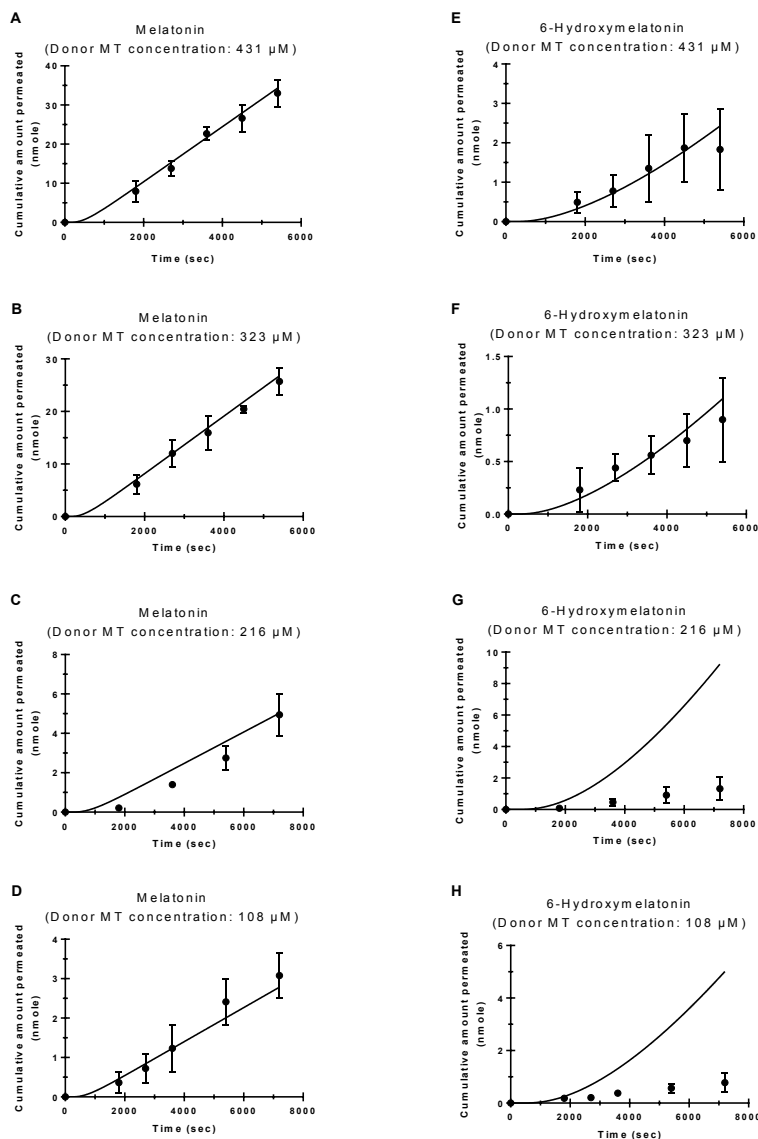 A
Melatonin
(Donor MT concentration: 431 µM)
Cumulative amount permeated
(nmole)
40
30
20
10
0
0 2000 4000 6000
Time (sec)
E
6-Hydroxymelatonin
(Donor MT concentration: 431 µM)
Cumulative amount permeated
(nmole)
4
3
2
1
0
0 2000 4000 6000
Time (sec)
B
Melatonin
(Donor MT concentration: 323 µM)
Cumulative amount permeated
(nmole)
30
20
10
0
0 2000 4000 6000
Time (sec)
F
6-Hydroxymelatonin
(Donor MT concentration: 323 µM)
Cumulative amount permeated
(nmole)
1.5
1.0
0.5
0.0
0 2000 4000 6000
Time (sec)
C
Melatonin
(Donor MT concentration: 216 µM)
Cumulative amount permeated
(nmole)
8
6
4
2
0
0 2000 4000 6000 8000
Time (sec)
G
6-Hydroxymelatonin
(Donor MT concentration: 216 µM)
Cumulative amount permeated
(nmole)
10
8
6
4
2
0
0 2000 4000 6000 8000
Time (sec)
D
Melatonin
(Donor MT concentration: 108 µM)
Cumulative amount permeated
(nmole)
4
3
2
1
0
0 2000 4000 6000 8000
Time (sec)
H
6-Hydroxymelatonin
(Donor MT concentration: 108 µM)
Cumulative amount permeated
(nmole)
6
4
2
0
0 2000 4000 6000 8000
Time (sec)